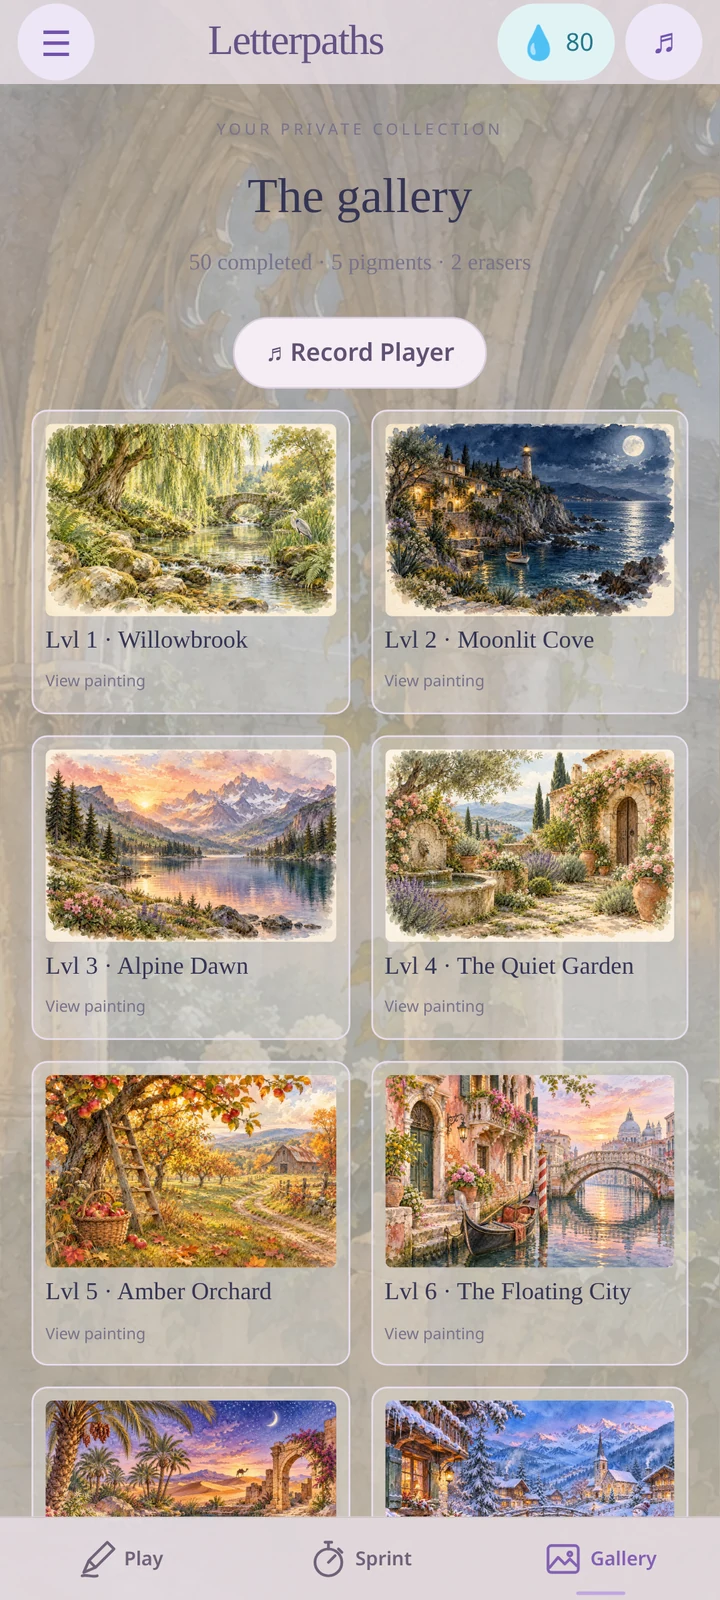 Letterpaths
80
YOUR PRIVATE COLLECTION
The gallery
50 completed · 5 pigments · 2 erasers
♬ Record Player
Lvl 1 · Willowbrook
View painting
Lvl 2 · Moonlit Cove
View painting
Lvl 3 · Alpine Dawn
View painting
Lvl 4 · The Quiet Garden
View painting
Lvl 5 · Amber Orchard
View painting
Lvl 6 · The Floating City
View painting
Play
Sprint
Gallery